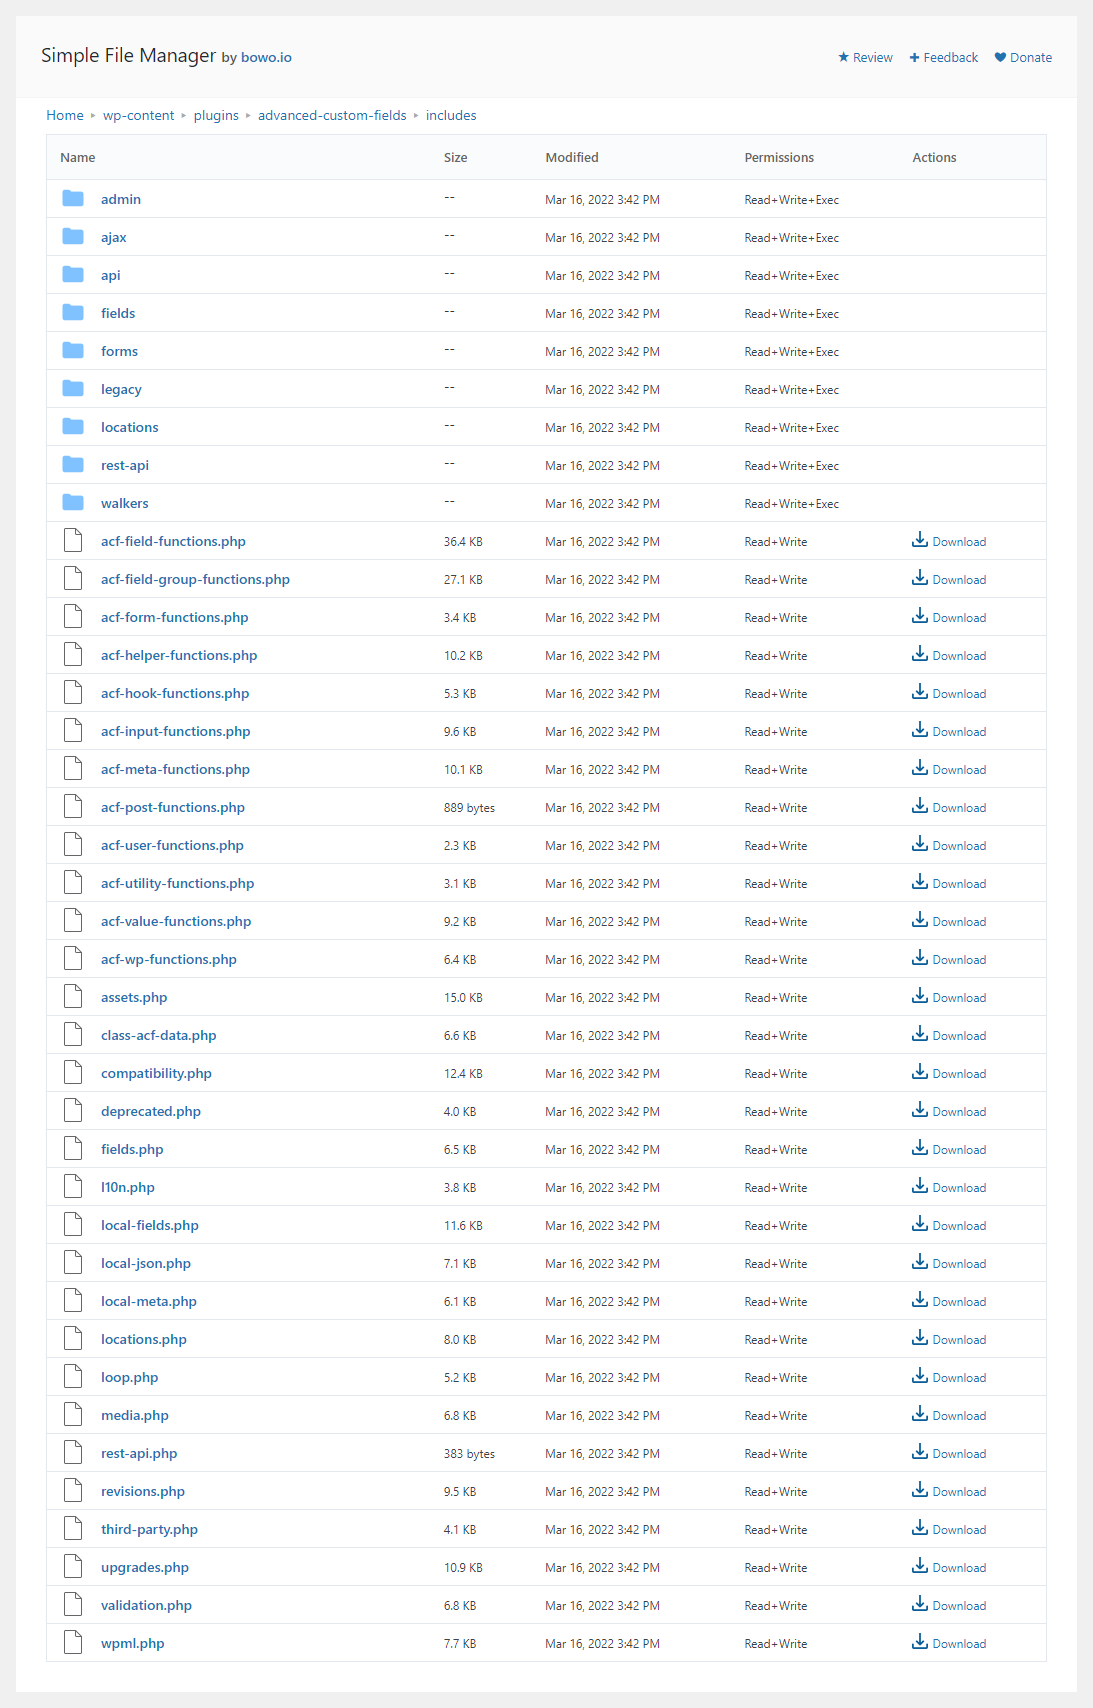 Simple File Manager by bowo.io
Review Feedback Donate
Home wp-content plugins advanced-custom-fields includes
Name Size Modified Permissions Actions
admin -- Mar 16, 2022 3:42 PM Read+Write+Exec
ajax -- Mar 16, 2022 3:42 PM Read+Write+Exec
api -- Mar 16, 2022 3:42 PM Read+Write+Exec
fields -- Mar 16, 2022 3:42 PM Read+Write+Exec
forms -- Mar 16, 2022 3:42 PM Read+Write+Exec
legacy -- Mar 16, 2022 3:42 PM Read+Write+Exec
locations -- Mar 16, 2022 3:42 PM Read+Write+Exec
rest-api -- Mar 16, 2022 3:42 PM Read+Write+Exec
walkers -- Mar 16, 2022 3:42 PM Read+Write+Exec
acf-field-functions.php 36.4 KB Mar 16, 2022 3:42 PM Read+Write Download
acf-field-group-functions.php 27.1 KB Mar 16, 2022 3:42 PM Read+Write Download
acf-form-functions.php 3.4 KB Mar 16, 2022 3:42 PM Read+Write Download
acf-helper-functions.php 10.2 KB Mar 16, 2022 3:42 PM Read+Write Download
acf-hook-functions.php 5.3 KB Mar 16, 2022 3:42 PM Read+Write Download
acf-input-functions.php 9.6 KB Mar 16, 2022 3:42 PM Read+Write Download
acf-meta-functions.php 10.1 KB Mar 16, 2022 3:42 PM Read+Write Download
acf-post-functions.php 889 bytes Mar 16, 2022 3:42 PM Read+Write Download
acf-user-functions.php 2.3 KB Mar 16, 2022 3:42 PM Read+Write Download
acf-utility-functions.php 3.1 KB Mar 16, 2022 3:42 PM Read+Write Download
acf-value-functions.php 9.2 KB Mar 16, 2022 3:42 PM Read+Write Download
acf-wp-functions.php 6.4 KB Mar 16, 2022 3:42 PM Read+Write Download
assets.php 15.0 KB Mar 16, 2022 3:42 PM Read+Write Download
class-acf-data.php 6.6 KB Mar 16, 2022 3:42 PM Read+Write Download
compatibility.php 12.4 KB Mar 16, 2022 3:42 PM Read+Write Download
deprecated.php 4.0 KB Mar 16, 2022 3:42 PM Read+Write Download
fields.php 6.5 KB Mar 16, 2022 3:42 PM Read+Write Download
l10n.php 3.8 KB Mar 16, 2022 3:42 PM Read+Write Download
local-fields.php 11.6 KB Mar 16, 2022 3:42 PM Read+Write Download
local-json.php 7.1 KB Mar 16, 2022 3:42 PM Read+Write Download
local-meta.php 6.1 KB Mar 16, 2022 3:42 PM Read+Write Download
locations.php 8.0 KB Mar 16, 2022 3:42 PM Read+Write Download
loop.php 5.2 KB Mar 16, 2022 3:42 PM Read+Write Download
media.php 6.8 KB Mar 16, 2022 3:42 PM Read+Write Download
rest-api.php 383 bytes Mar 16, 2022 3:42 PM Read+Write Download
revisions.php 9.5 KB Mar 16, 2022 3:42 PM Read+Write Download
third-party.php 4.1 KB Mar 16, 2022 3:42 PM Read+Write Download
upgrades.php 10.9 KB Mar 16, 2022 3:42 PM Read+Write Download
validation.php 6.8 KB Mar 16, 2022 3:42 PM Read+Write Download
wpml.php 7.7 KB Mar 16, 2022 3:42 PM Read+Write Download